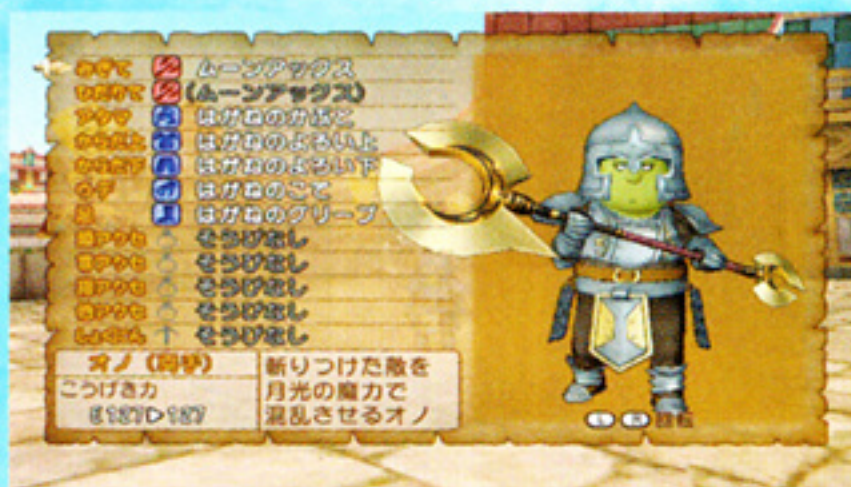 みぎて ムーンアックス
ひだりて (ムーンアックス)
アタマ はがねのかぶと
からだ上 はがねのよろい上
からだ下 はがねのよろい下
ウデ はがねのこて
足 はがねのグリーブ
顔アクセ そうびなし
首アクセ そうびなし
指アクセ そうびなし
他アクセ そうびなし
しょくにん そうびなし
オノ (両手)
こうげき力
E127▷127
斬りつけた敵を
月光の魔力で
混乱させるオノ
L R 回転